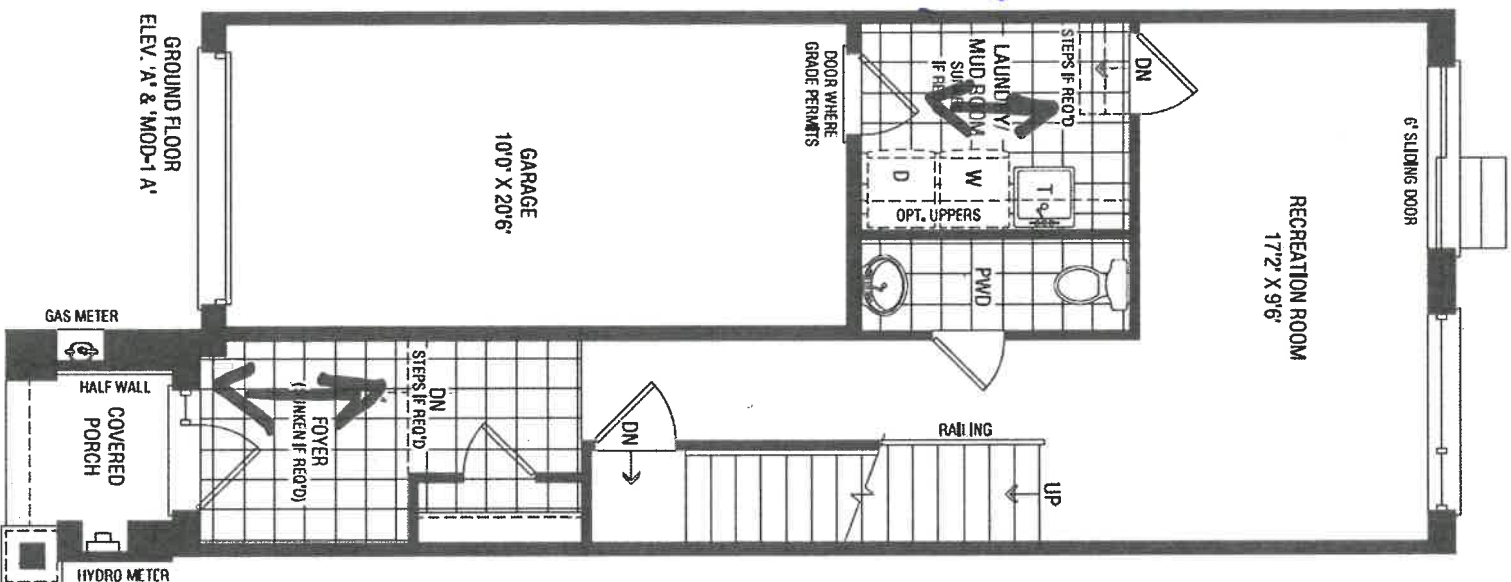 GROUND FLOOR
ELEV. 'A' & 'MOD-1 A'
GARAGE
10'0" X 20'6"
DOOR WHERE
GRADE PERMITS
LAUNDRY/
MUD ROOM
IF
STEPS IF REQ'D
DN
W
D
T
OPT. UPPERS
PWD
6' SLIDING DOOR
RECREATION ROOM
17'2" X 9'6"
GAS METER
HALF WALL
COVERED
PORCH
HYDRO METER
FOYER
(SUNKEN IF REQ'D)
DN
STEPS IF REQ'D
DN
RAILING
UP